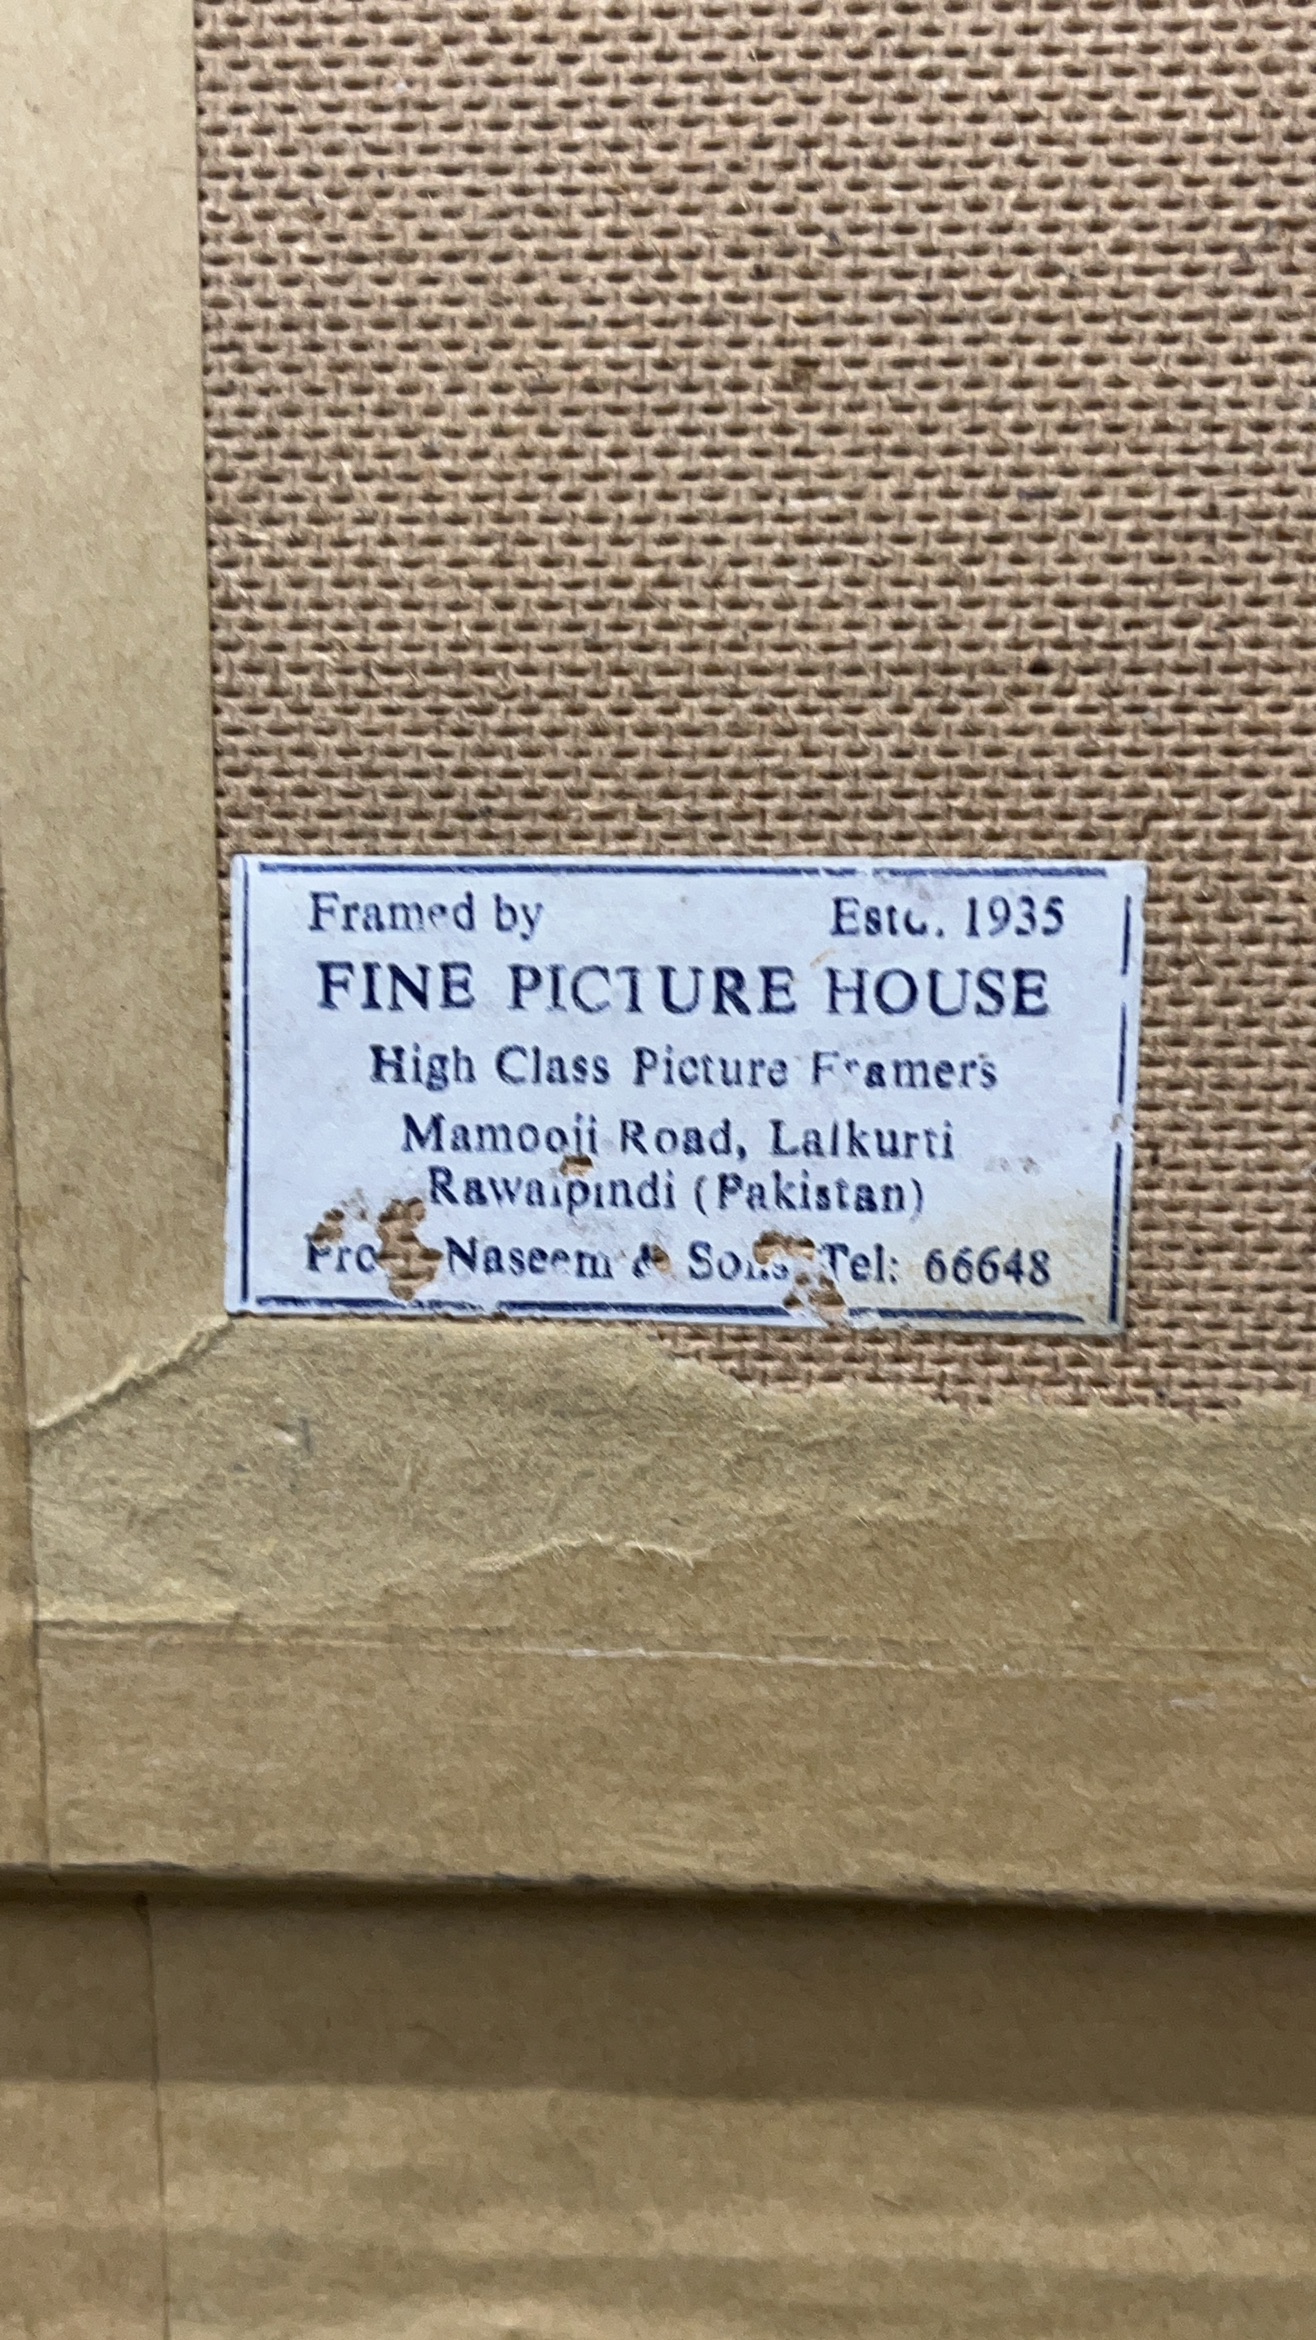 Framed by Estd. 1935
FINE PICTURE HOUSE
High Class Picture Framers
Mamooji Road, Lalkurti
Rawalpindi (Pakistan)
Naseem & Sons Tel: 66648